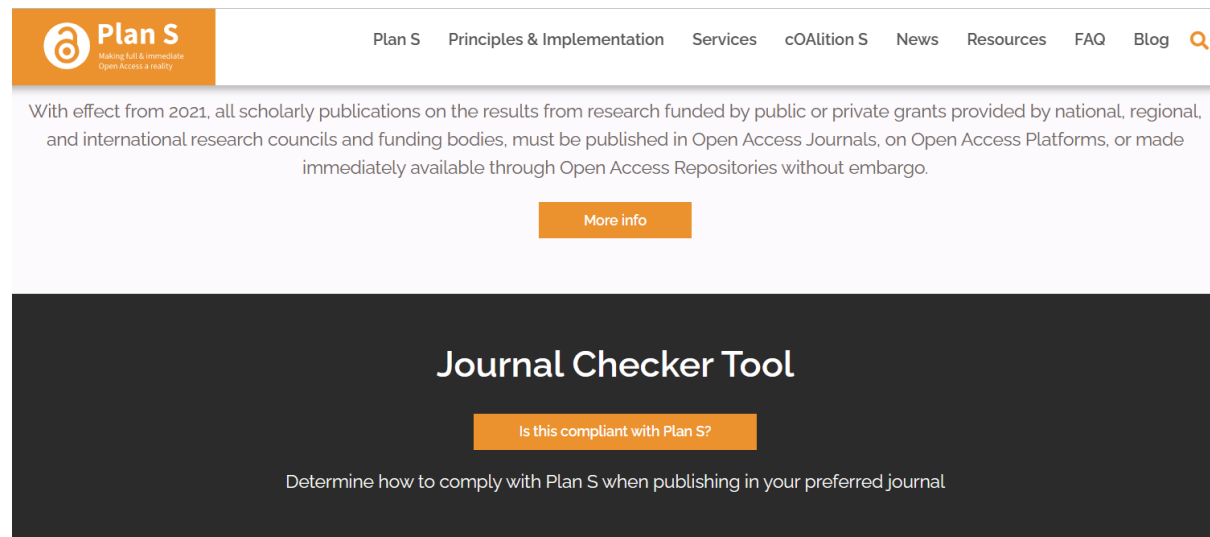 Plan S
Making full & immediate
Open Access a reality
Plan S Principles & Implementation Services cOAlition S News Resources FAQ Blog
With effect from 2021, all scholarly publications on the results from research funded by public or private grants provided by national, regional,
and international research councils and funding bodies, must be published in Open Access Journals, on Open Access Platforms, or made
immediately available through Open Access Repositories without embargo.
More info
Journal Checker Tool
Is this compliant with Plan S?
Determine how to comply with Plan S when publishing in your preferred journal